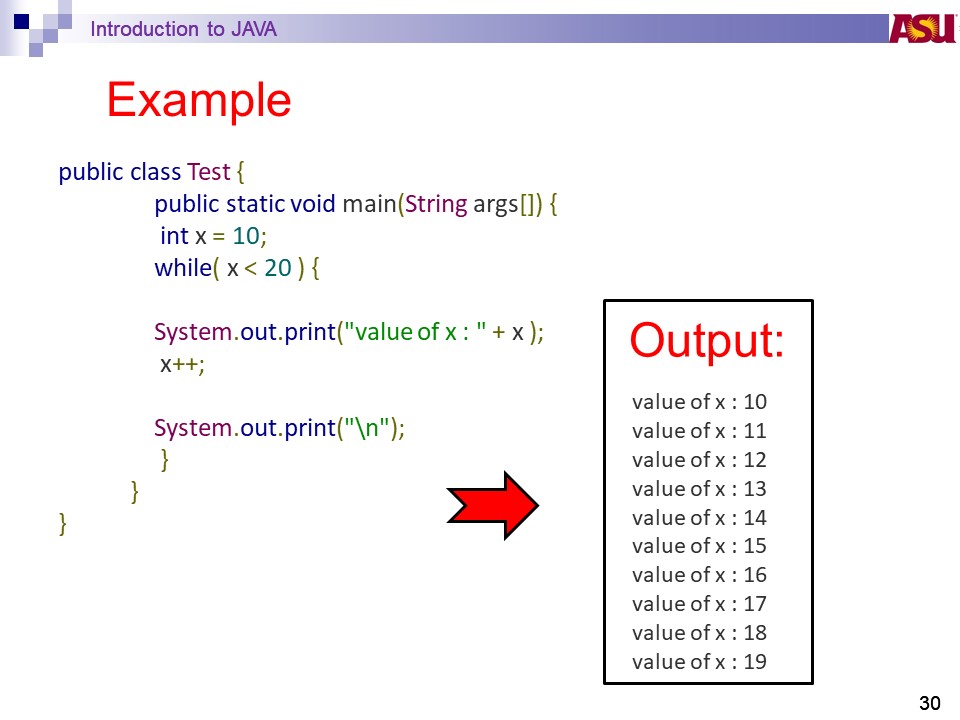 Introduction to JAVA
ASU
Example
public class Test {
public static void main(String args[]) {
int x = 10;
while( x < 20 ) {
System.out.print("value of x : " + x );
x++;
System.out.print("\n");
}
}
}
Output:
value of x : 10
value of x : 11
value of x : 12
value of x : 13
value of x : 14
value of x : 15
value of x : 16
value of x : 17
value of x : 18
value of x : 19
30